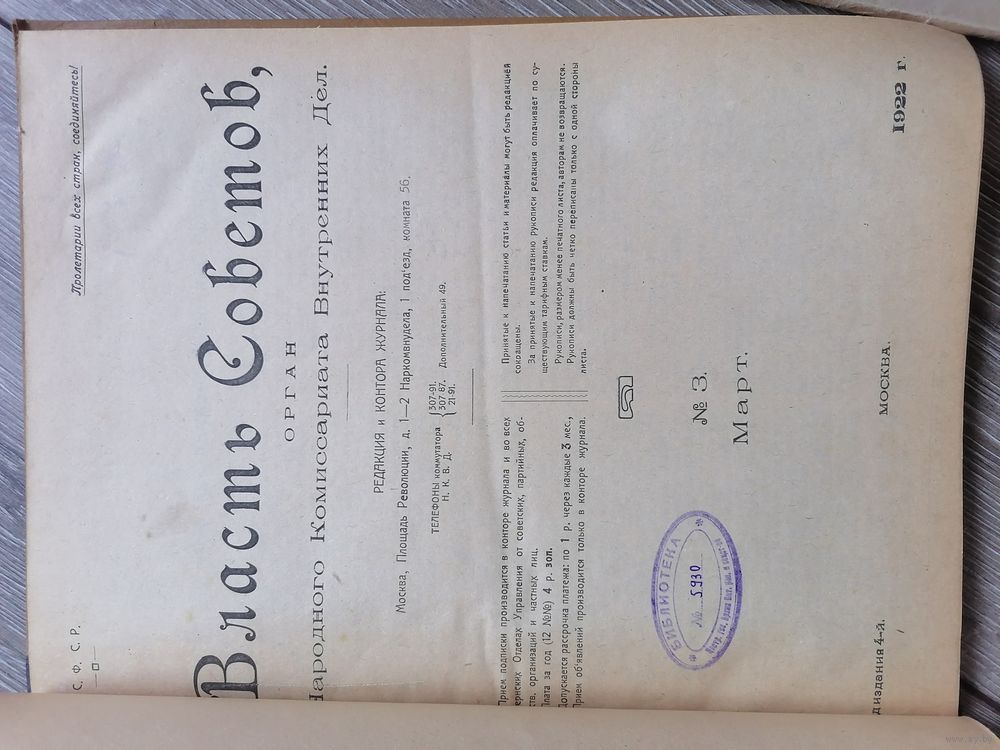 С. Ф. С. Р.
Пролетарии всех стран, соединяйтесь!
Власть Советов,
ОРГАН
Народного Комиссариата Внутренних Дел.
РЕДАКЦИЯ и КОНТОРА ЖУРНАЛА:
Москва, Площадь Революции, д. 1—2 Наркомвнудела, 1 под'езд, комната 56.
ТЕЛЕФОНЫ коммутатора
Н. К. В. Д.
307-91.
307 87.
21-91.
Дополнительный 49.
Прием подписки производится в конторе журнала и во всех
Отделах Управления от советских, партийных, об-
организаций и частных лиц.
Плата за год (12 №№) 4 р. зол.
Допускается рассрочка платежа: по 1 р. через каждые 3 мес.,
Прием об'явлений производится только в конторе журнала.
Принятые к напечатанию статьи и материалы могут быть редакцией
сокращены.
За принятые к напечатанию рукописи редакция оплачивает по су-
ществующим тарифным ставкам.
Рукописи, размером менее печатного листа, авторам не возвращаются.
Рукописи должны быть четко переписаны только с одной стороны
листа.
№ 3.
Март.
БИБЛИОТЕКА
№ 5930
д издания 4-й.
МОСКВА.
1922 г.